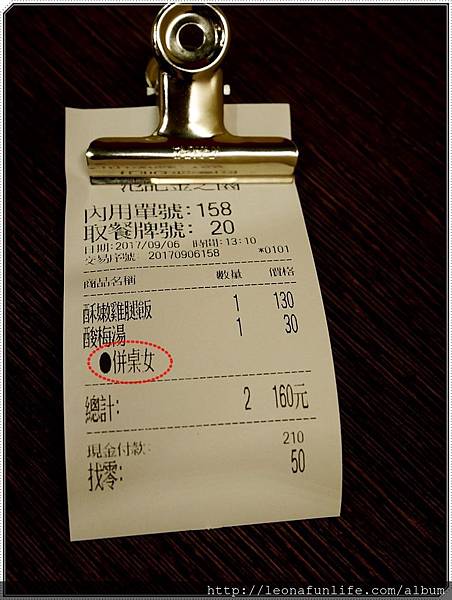 內用單號:158
取餐牌號: 20
日期:2017/09/06 時間:13:10
交易序號 20170906158 *0101
商品名稱 數量 價格
酥嫩雞腿飯 1 130
酸梅湯 1 30
●併桌女
總計: 2 160元
現金付款: 210
找零: 50
http://leonafunlife.com/album